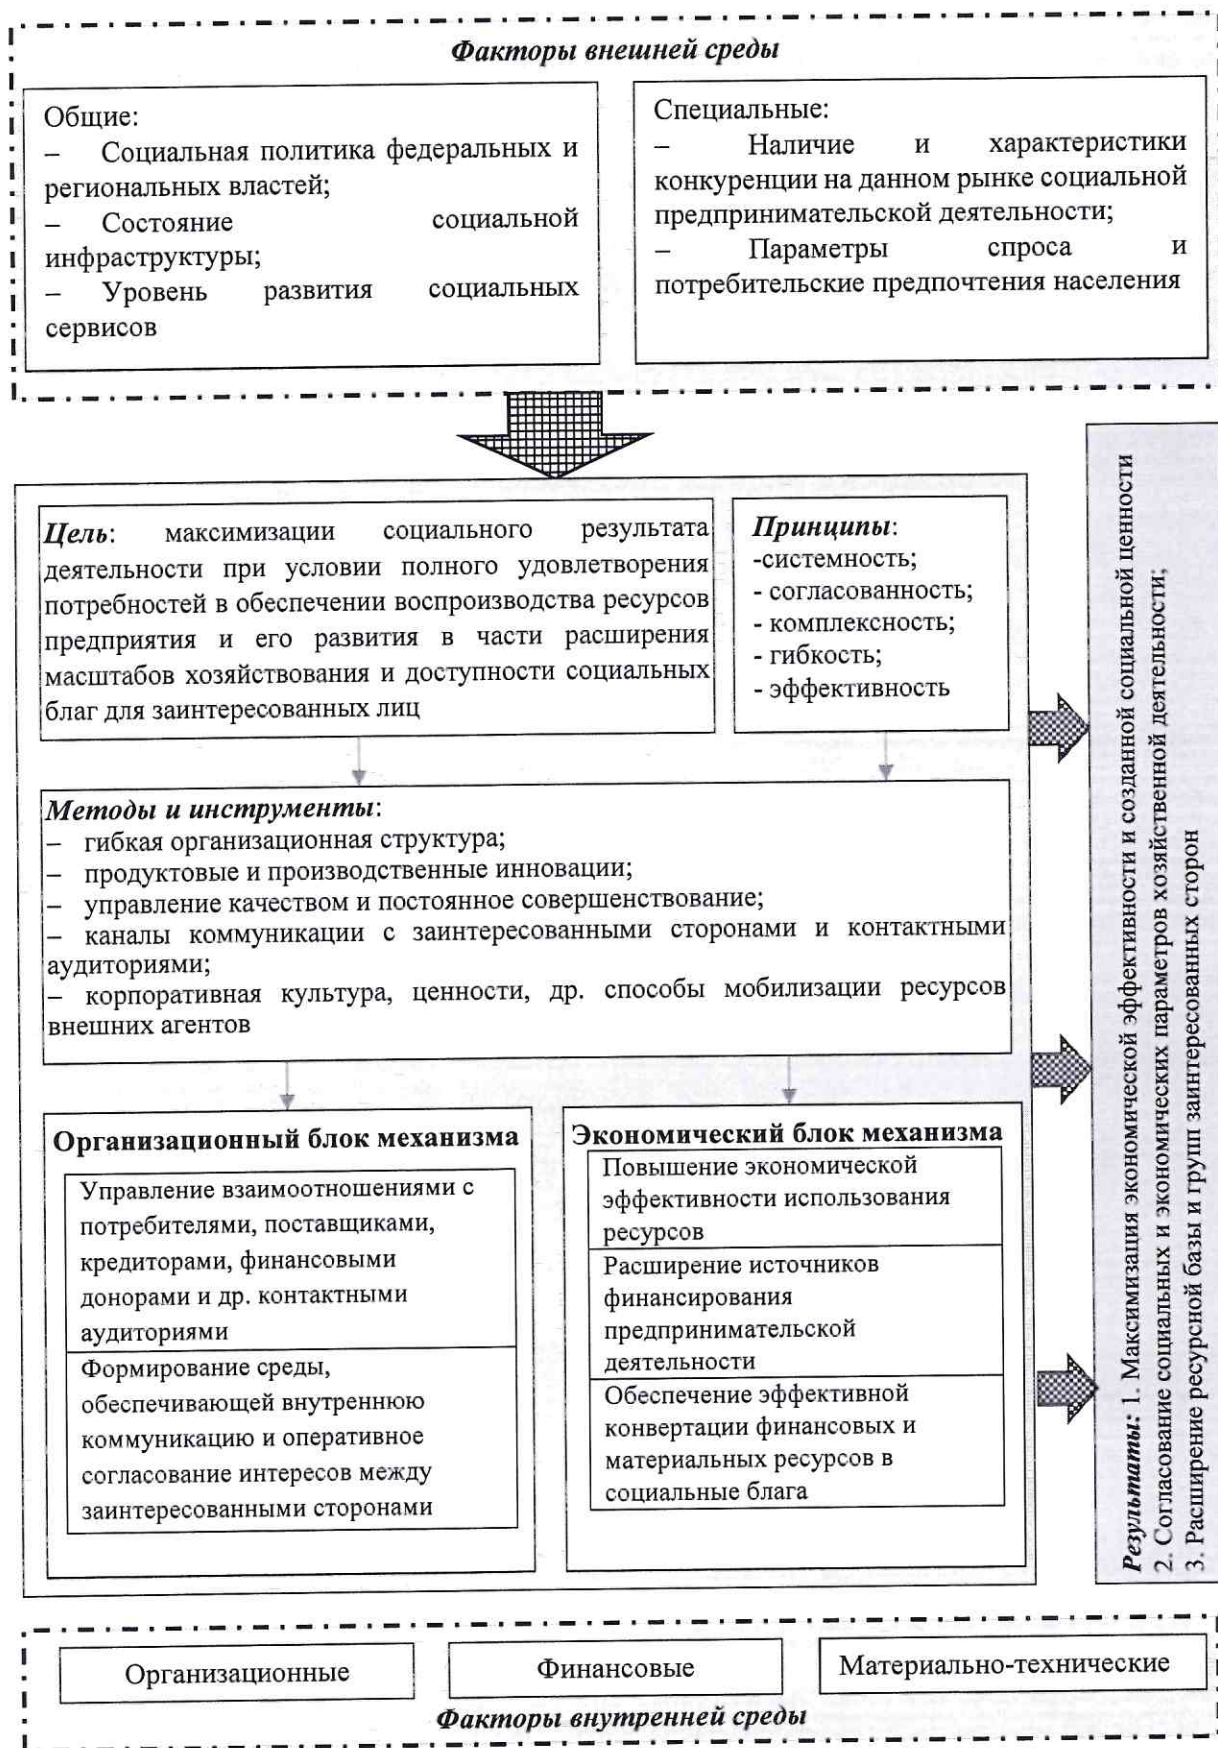 Факторы внешней среды
Общие:
– Социальная политика федеральных и
региональных властей;
– Состояние социальной
инфраструктуры;
– Уровень развития социальных
сервисов
Специальные:
– Наличие и характеристики
конкуренции на данном рынке социальной
предпринимательской деятельности;
– Параметры спроса и
потребительские предпочтения населения
Цель: максимизации социального результата
деятельности при условии полного удовлетворения
потребностей в обеспечении воспроизводства ресурсов
предприятия и его развития в части расширения
масштабов хозяйствования и доступности социальных
благ для заинтересованных лиц
Принципы:
-системность;
- согласованность;
- комплексность;
- гибкость;
- эффективность
Методы и инструменты:
– гибкая организационная структура;
– продуктовые и производственные инновации;
– управление качеством и постоянное совершенствование;
– каналы коммуникации с заинтересованными сторонами и контактными
аудиториями;
– корпоративная культура, ценности, др. способы мобилизации ресурсов
внешних агентов
Организационный блок механизма
Управление взаимоотношениями с
потребителями, поставщиками,
кредиторами, финансовыми
донорами и др. контактными
аудиториями
Формирование среды,
обеспечивающей внутреннюю
коммуникацию и оперативное
согласование интересов между
заинтересованными сторонами
Экономический блок механизма
Повышение экономической
эффективности использования
ресурсов
Расширение источников
финансирования
предпринимательской
деятельности
Обеспечение эффективной
конвертации финансовых и
материальных ресурсов в
социальные блага
Результаты: 1. Максимизация экономической эффективности и созданной социальной ценности
2. Согласование социальных и экономических параметров хозяйственной деятельности;
3. Расширение ресурсной базы и групп заинтересованных сторон
Организационные
Финансовые
Материально-технические
Факторы внутренней среды